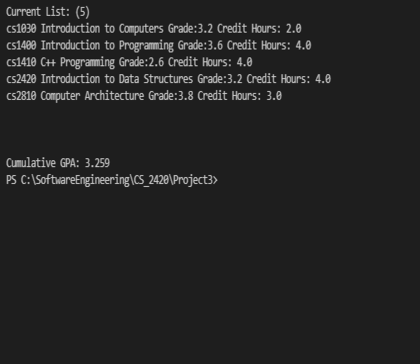 Current List: (5)
cs1030 Introduction to Computers Grade:3.2 Credit Hours: 2.0
cs1400 Introduction to Programming Grade:3.6 Credit Hours: 4.0
cs1410 C++ Programming Grade:2.6 Credit Hours: 4.0
cs2420 Introduction to Data Structures Grade:3.2 Credit Hours: 4.0
cs2810 Computer Architecture Grade:3.8 Credit Hours: 3.0
Cumulative GPA: 3.259
PS C:\SoftwareEngineering\CS_2420\Project3>